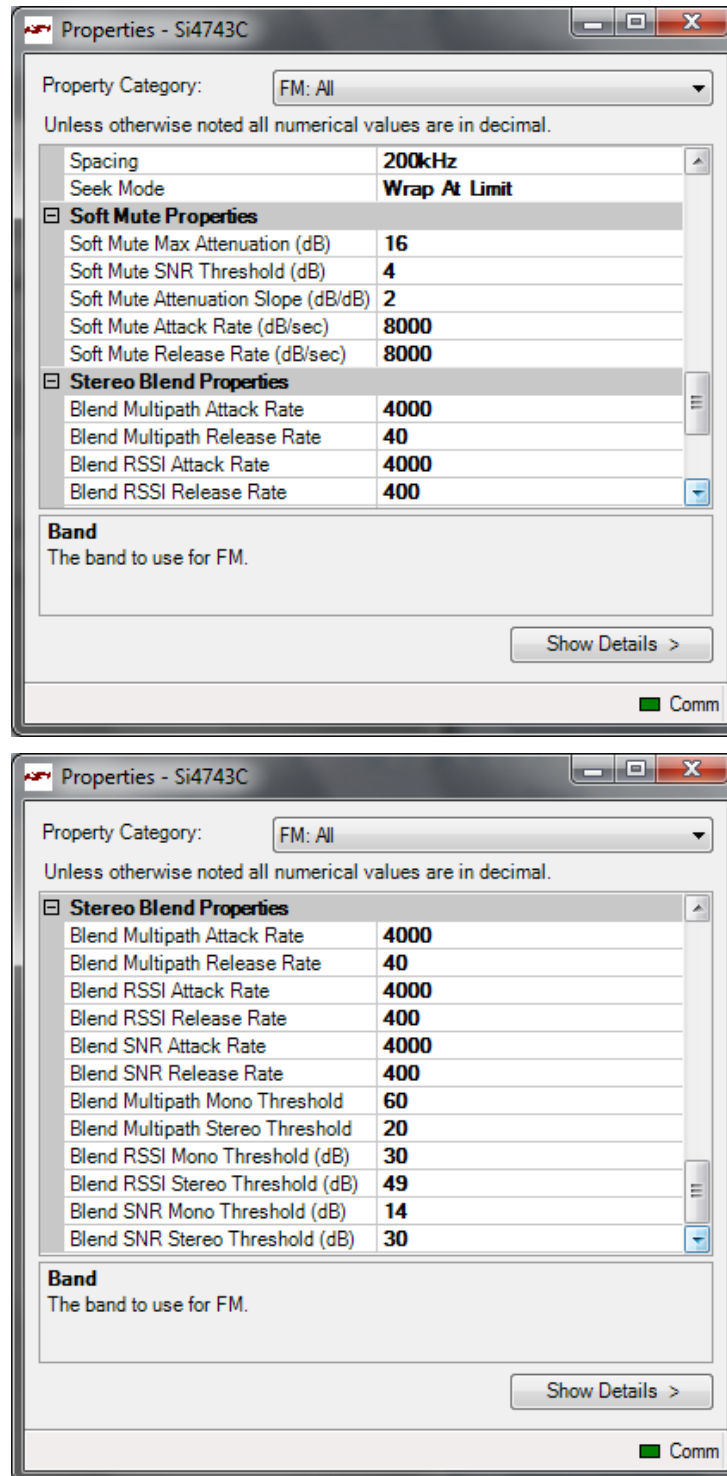 Properties - Si4743C
Property Category: FM: All
Unless otherwise noted all numerical values are in decimal.
Spacing 200kHz
Seek Mode Wrap At Limit
Soft Mute Properties
Soft Mute Max Attenuation (dB) 16
Soft Mute SNR Threshold (dB) 4
Soft Mute Attenuation Slope (dB/dB) 2
Soft Mute Attack Rate (dB/sec) 8000
Soft Mute Release Rate (dB/sec) 8000
Stereo Blend Properties
Blend Multipath Attack Rate 4000
Blend Multipath Release Rate 40
Blend RSSI Attack Rate 4000
Blend RSSI Release Rate 400
Band
The band to use for FM.
Show Details >
Comm
Properties - Si4743C
Property Category: FM: All
Unless otherwise noted all numerical values are in decimal.
Stereo Blend Properties
Blend Multipath Attack Rate 4000
Blend Multipath Release Rate 40
Blend RSSI Attack Rate 4000
Blend RSSI Release Rate 400
Blend SNR Attack Rate 4000
Blend SNR Release Rate 400
Blend Multipath Mono Threshold 60
Blend Multipath Stereo Threshold 20
Blend RSSI Mono Threshold (dB) 30
Blend RSSI Stereo Threshold (dB) 49
Blend SNR Mono Threshold (dB) 14
Blend SNR Stereo Threshold (dB) 30
Band
The band to use for FM.
Show Details >
Comm